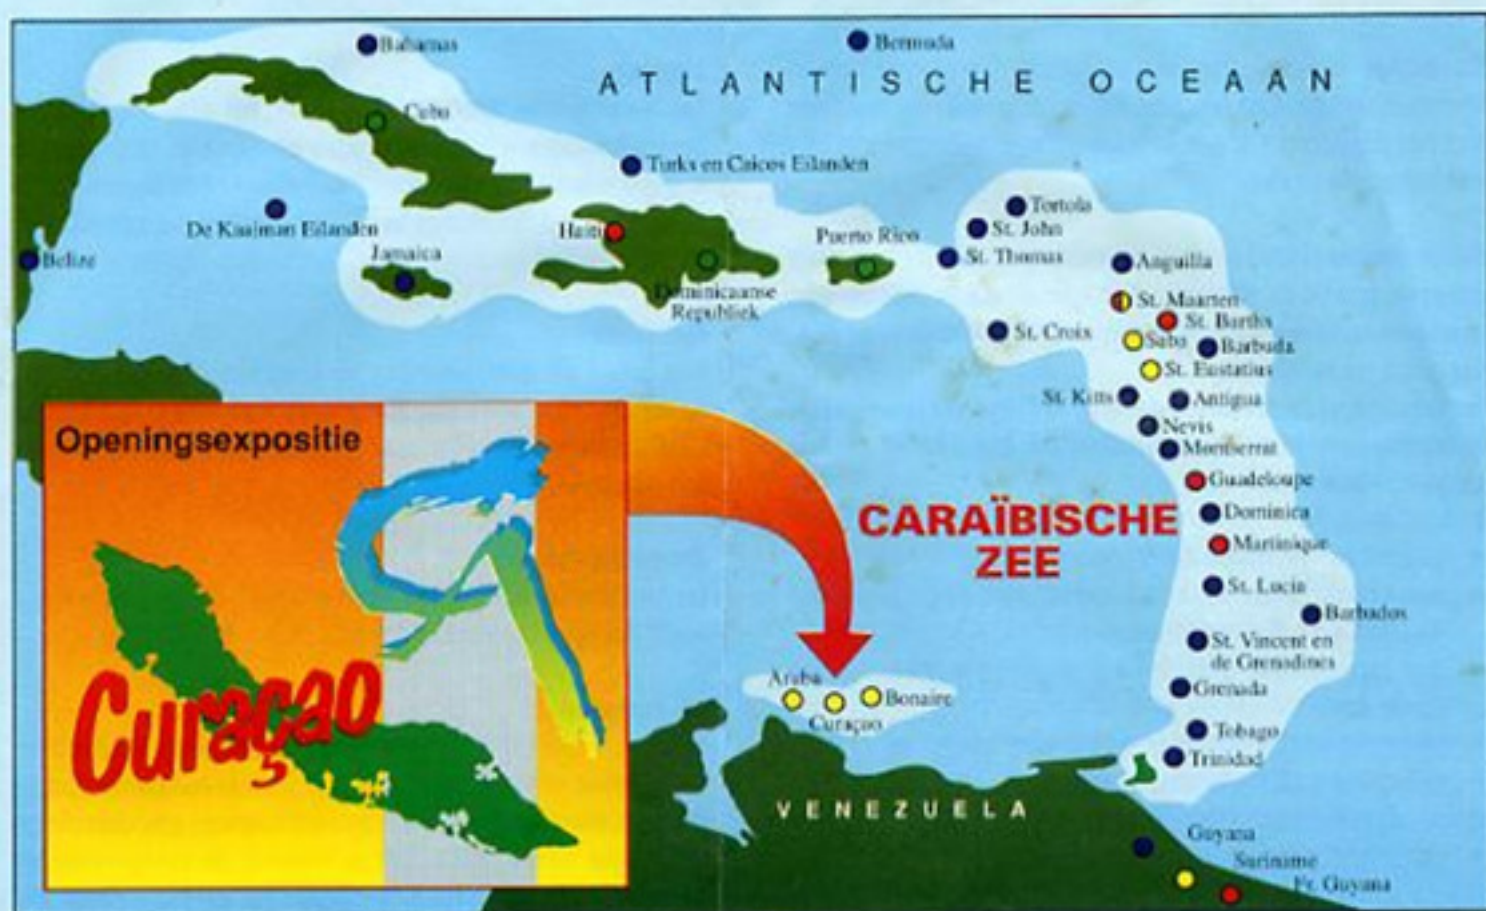 Bahamas
Bermuda
ATLANTISCHE OCEAAN
Cuba
Turks en Caicos Eilanden
De Kaaiman Eilanden
Haiti
Tortola
St. John
Puerto Rico
St. Thomas
Belize
Jamaica
Anguilla
Dominicaanse
Republiek
St. Maarten
St. Barths
St. Croix
Saba
Barbuda
St. Eustatius
St. Kitts
Antigua
Nevis
Montserrat
Openingsexpositie
Guadeloupe
CARAÏBISCHE
ZEE
Dominica
Martinique
St. Lucia
Barbados
St. Vincent en
de Grenadines
Curaçao
Aruba
Bonaire
Curaçao
Grenada
Tobago
Trinidad
VENEZUELA
Guyana
Suriname
Fr. Guyana